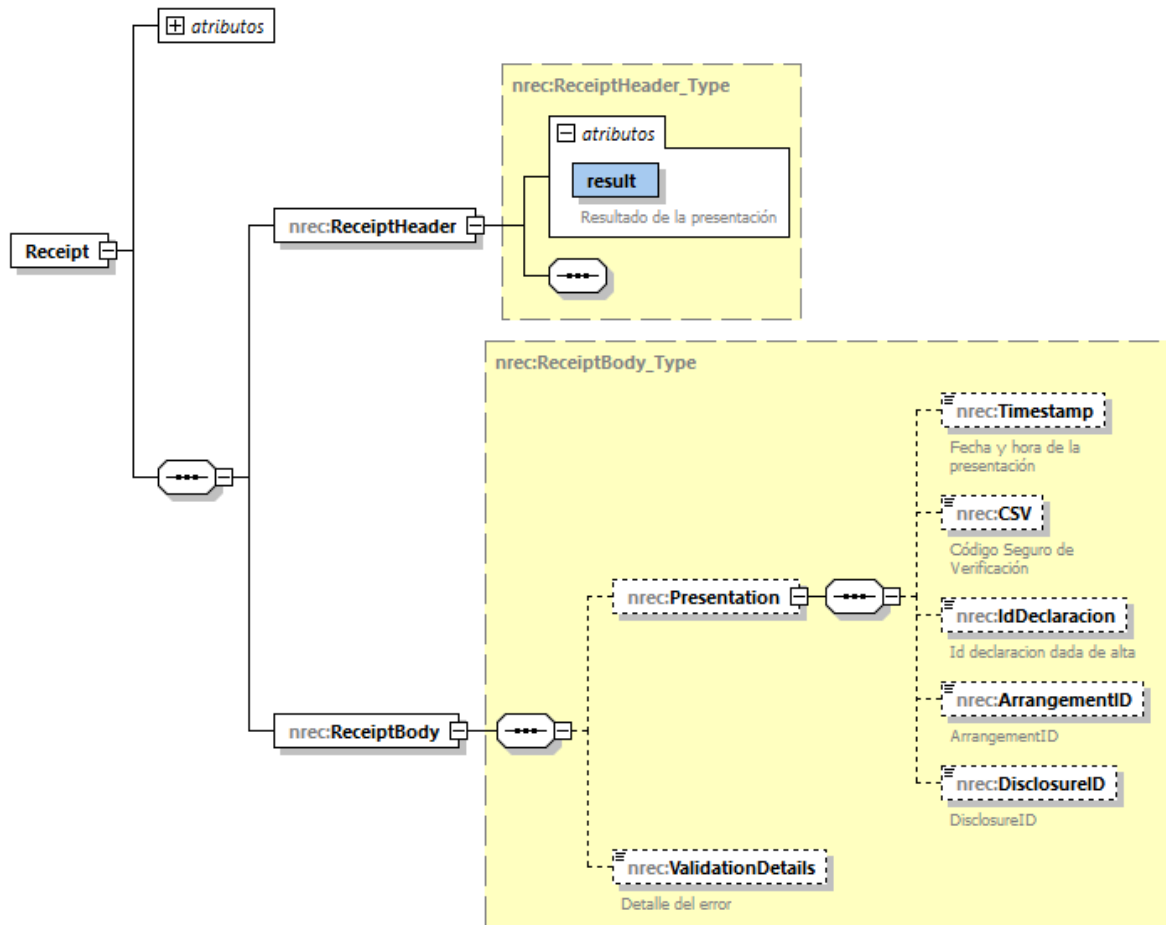 atributos
nrec:ReceiptHeader_Type
atributos
result
Resultado de la presentación
nrec:ReceiptHeader
Receipt
nrec:ReceiptBody_Type
nrec:Timestamp
Fecha y hora de la
presentación
nrec:CSV
Código Seguro de
Verificación
nrec:Presentation
nrec:IdDeclaracion
Id declaracion dada de alta
nrec:ArrangementID
ArrangementID
nrec:ReceiptBody
nrec:DisclosureID
DisclosureID
nrec:ValidationDetails
Detalle del error